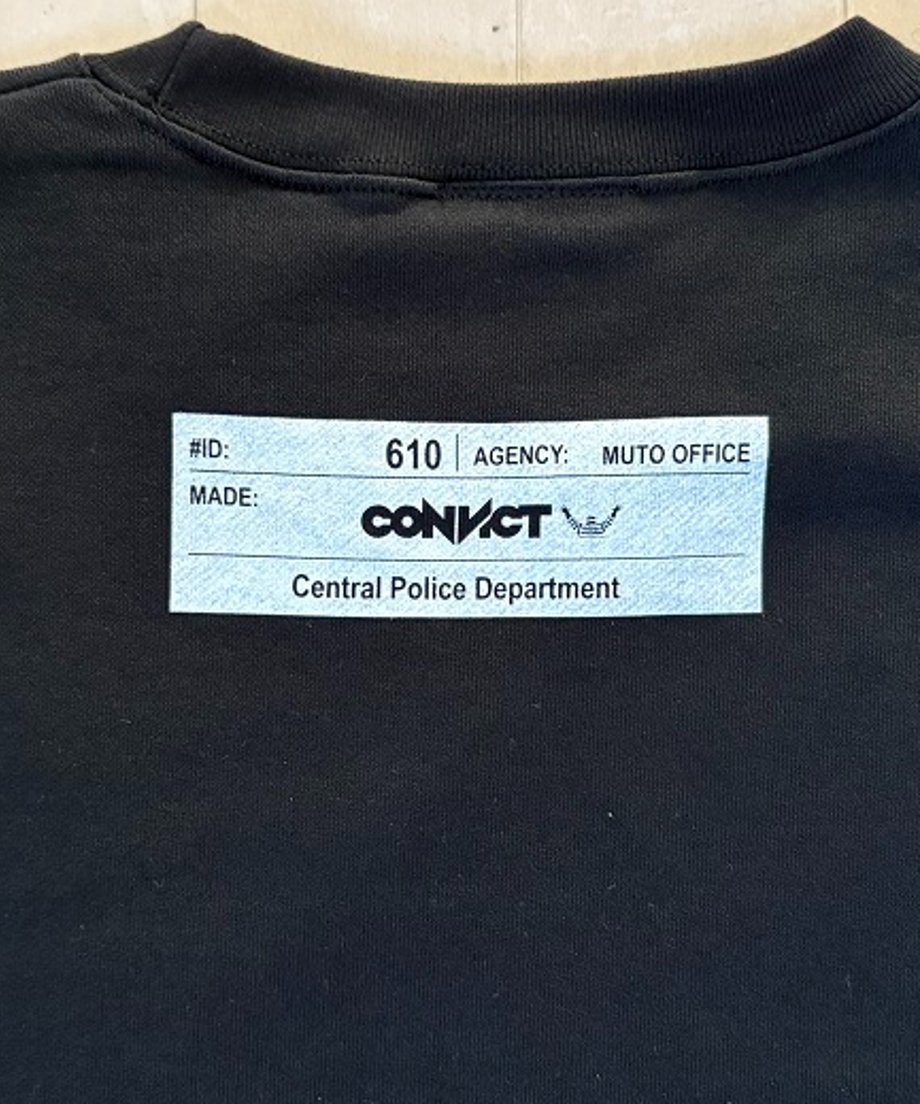 #ID: 610 AGENCY: MUTO OFFICE
MADE: CONVICT
Central Police Department